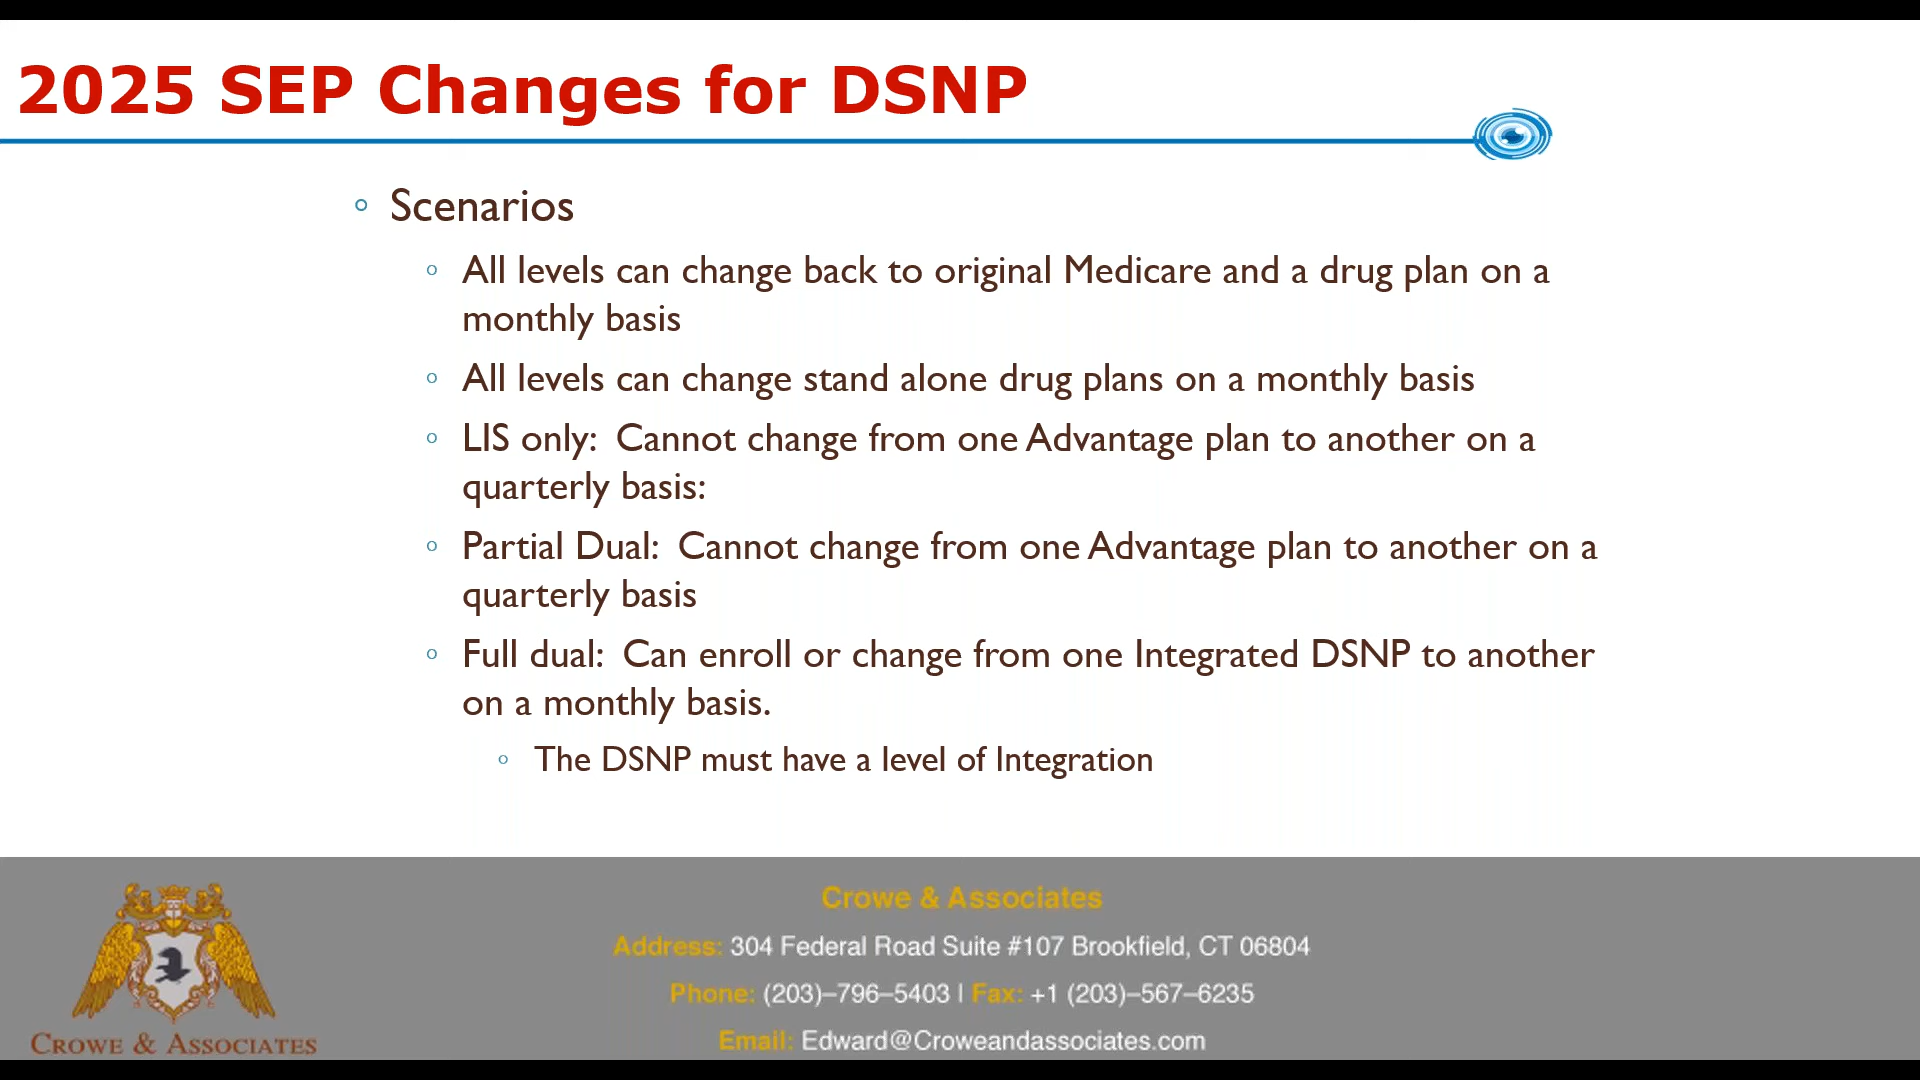 2025 SEP Changes for DSNP
Scenarios
All levels can change back to original Medicare and a drug plan on a
monthly basis
All levels can change stand alone drug plans on a monthly basis
LIS only:  Cannot change from one Advantage plan to another on a
quarterly basis:
Partial Dual:  Cannot change from one Advantage plan to another on a
quarterly basis
Full dual:  Can enroll or change from one Integrated DSNP to another
on a monthly basis.
The DSNP must have a level of Integration
Crowe & Associates
Address: 304 Federal Road Suite #107 Brookfield, CT 06804
Phone: (203)–796–5403 | Fax: +1 (203)–567–6235
Email: Edward@Croweandassociates.com
Crowe & Associates